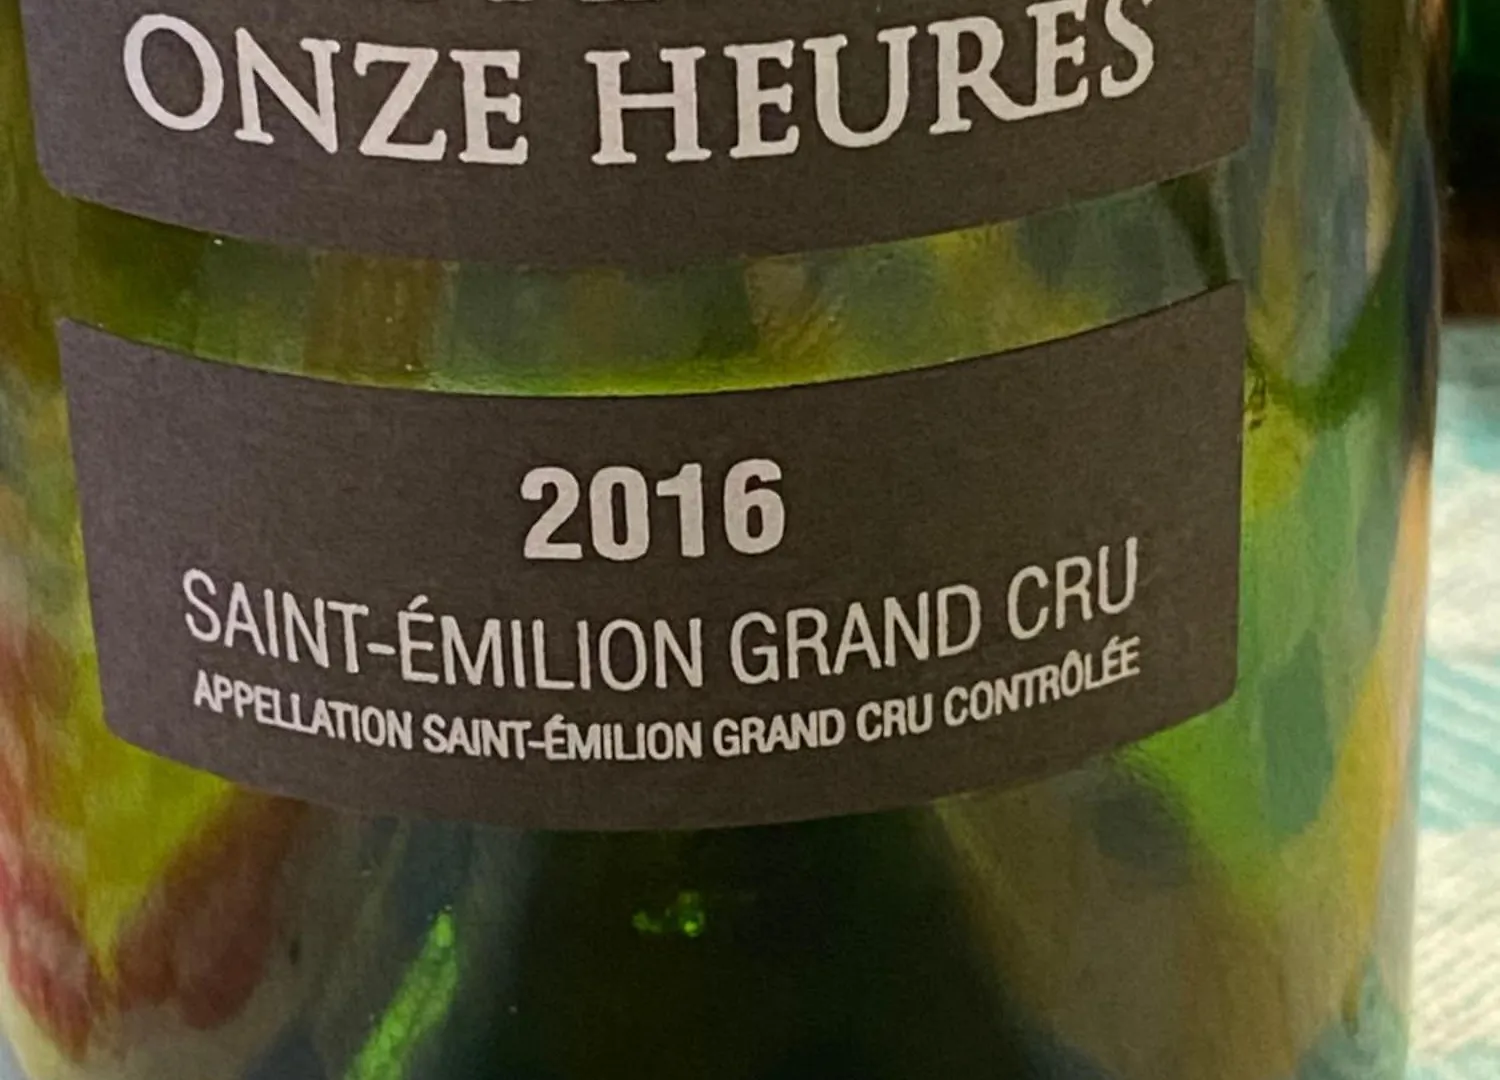 ONZE HEURES
2016
SAINT-ÉMILION GRAND CRU
APPELLATION SAINT-ÉMILION GRAND CRU CONTRÔLÉE